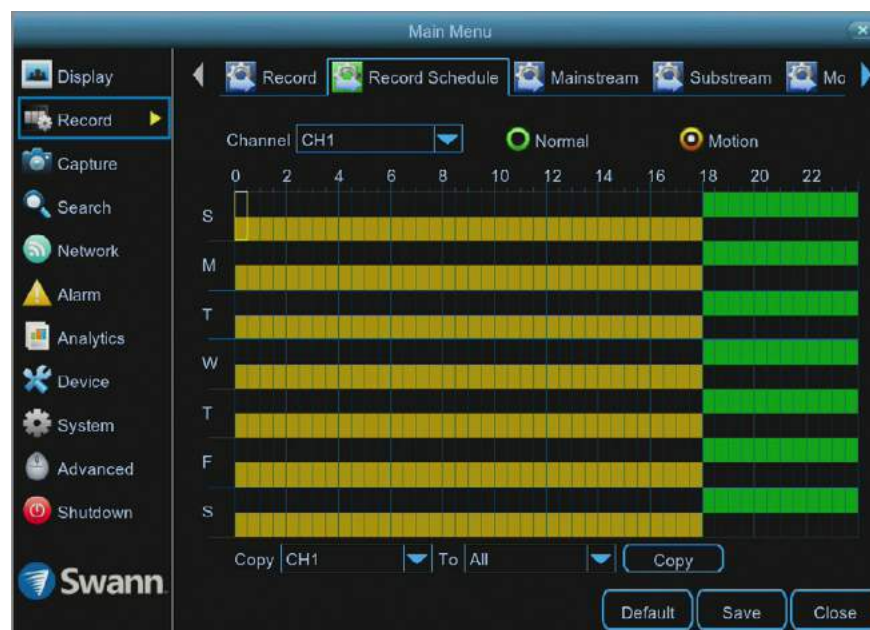 Main Menu
Display
Record
Capture
Search
Network
Alarm
Analytics
Device
System
Advanced
Shutdown
Swann
Record Record Schedule Mainstream Substream Mo
Channel CH1 Normal Motion
0 2 4 6 8 10 12 14 16 18 20 22
S
M
T
W
T
F
S
Copy CH1 To All Copy
Default Save Close